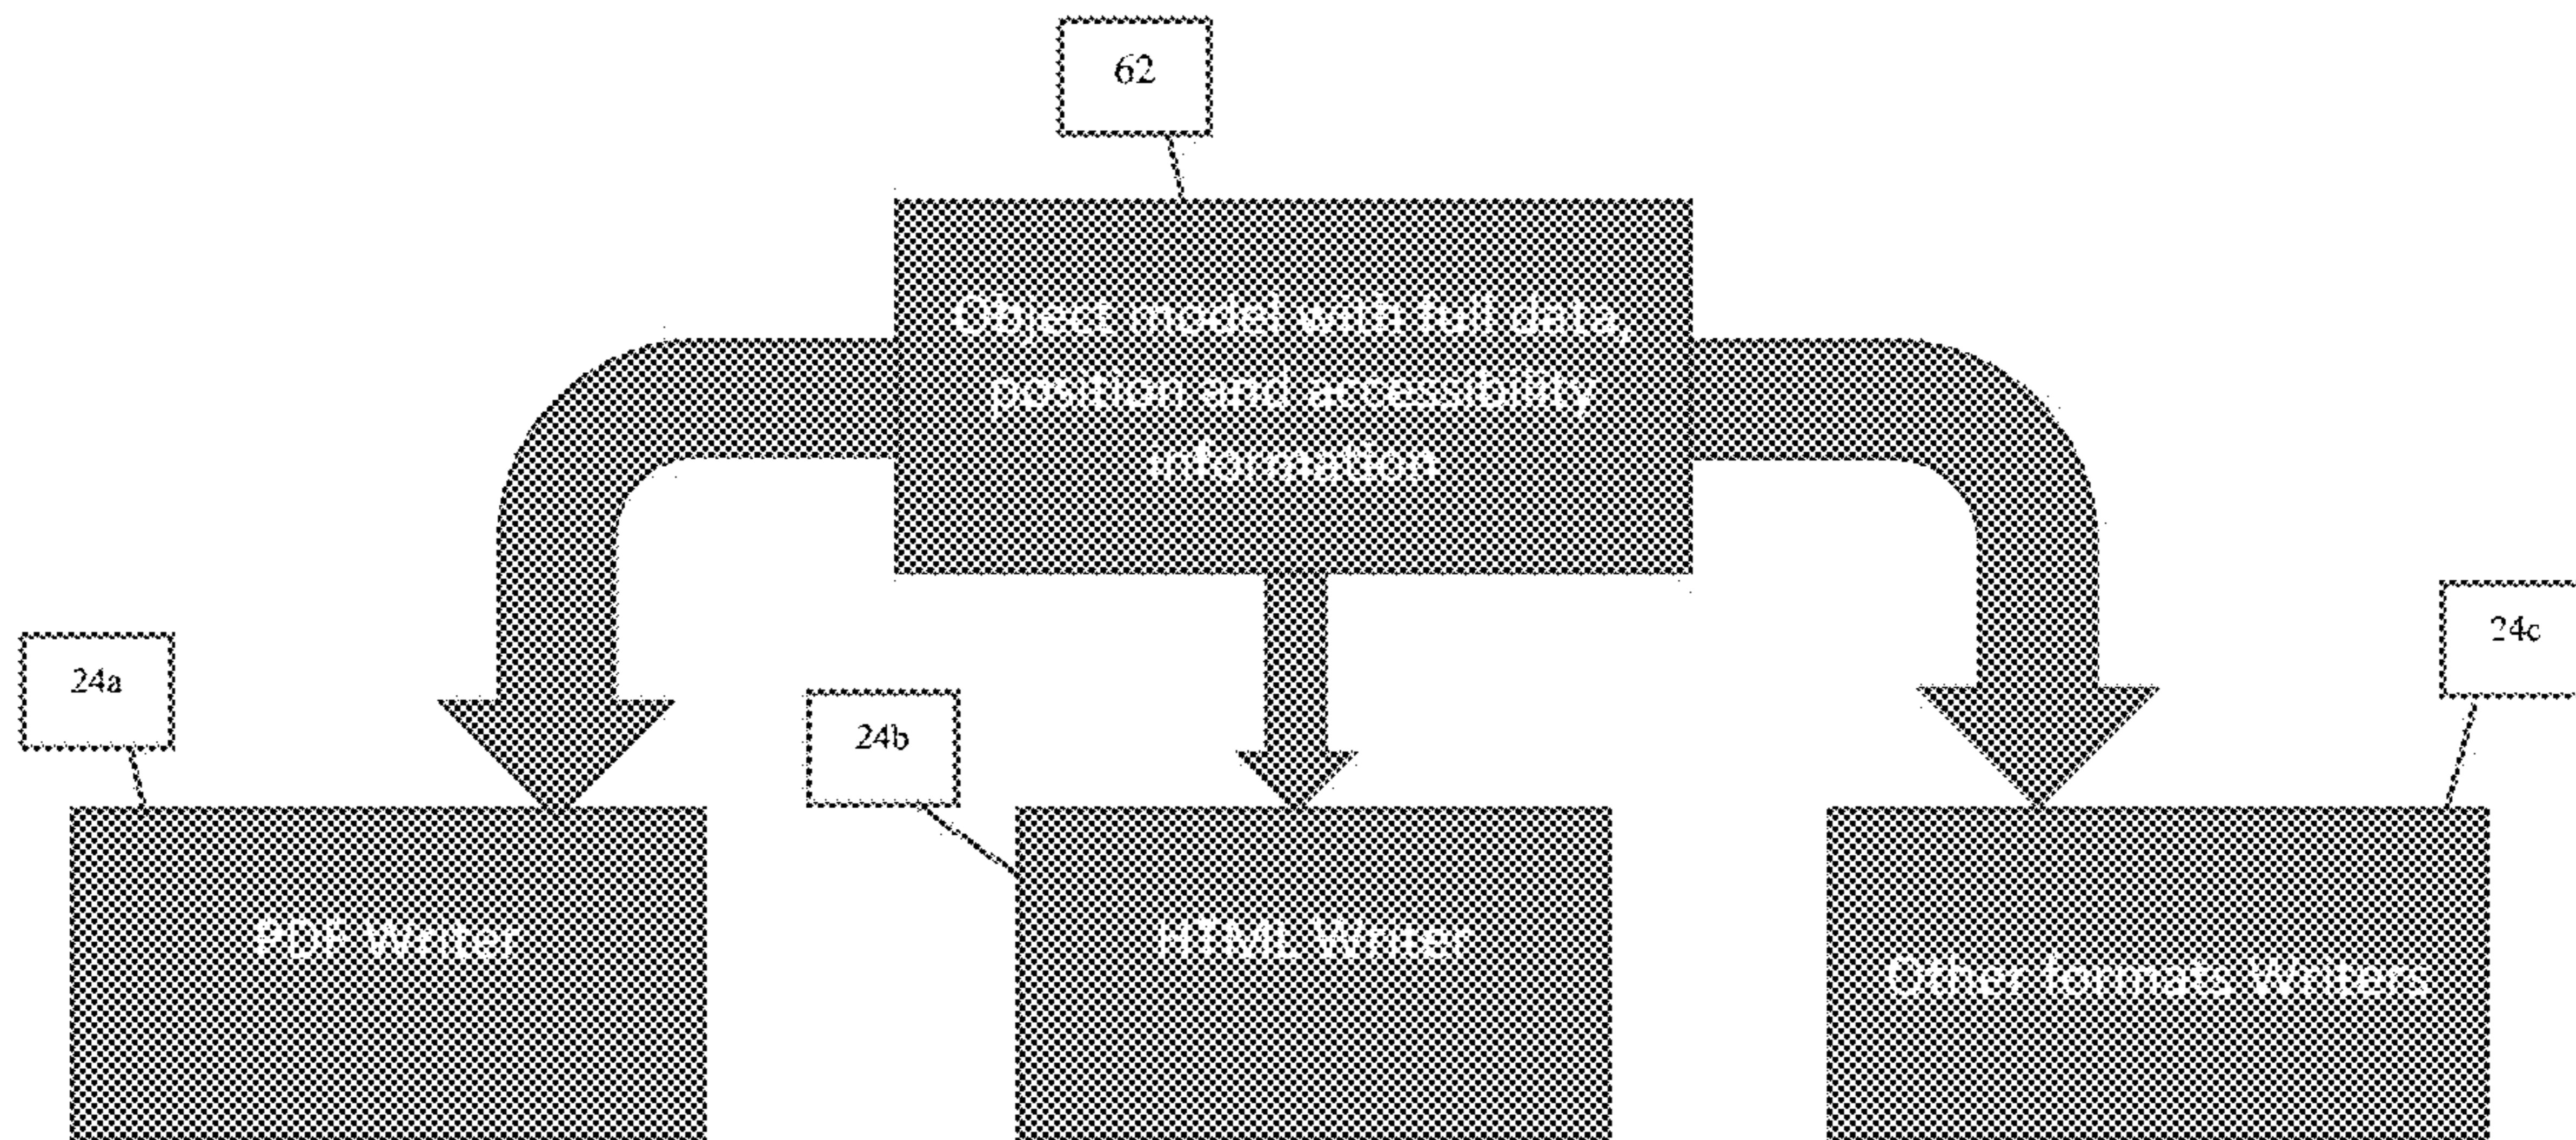 62
Object model with full data,
position and accessibility
information
24a
24b
24c
PDF Writer
HTML Writer
Other formats Writers